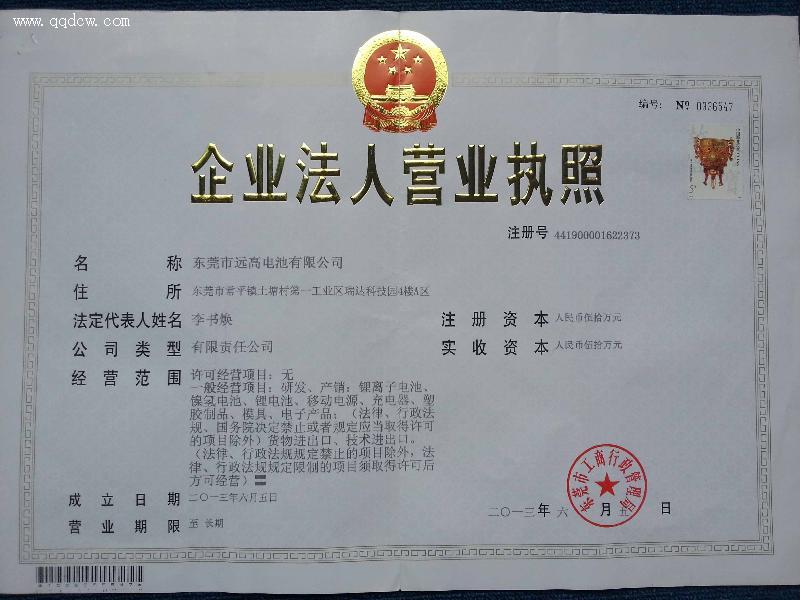 www.qqdcw.com
编号: Nº 0336547
企业法人营业执照
注册号 441900001622373
名 称 东莞市远高电池有限公司
住 所 东莞市常平镇土塘村第一工业区瑞达科技园4楼A区
法定代表人姓名 李书焕
注册资本 人民币伍拾万元
公司类型 有限责任公司
实收资本 人民币伍拾万元
经营范围 许可经营项目: 无
一般经营项目: 研发、产销: 锂离子电池、
镍氢电池、锂电池、移动电源、充电器、塑
胶制品、模具、电子产品; (法律、行政法
规、国务院决定禁止或者规定应当取得许可
的项目除外) 货物进出口、技术进出口。
(法律、行政法规规定禁止的项目除外, 法
律、行政法规规定限制的项目须取得许可后
方可经营)
成立日期 二〇一三年六月五日
营业期限 至 长期
东莞市工商行政管理局
二〇一三年 六 月 五 日